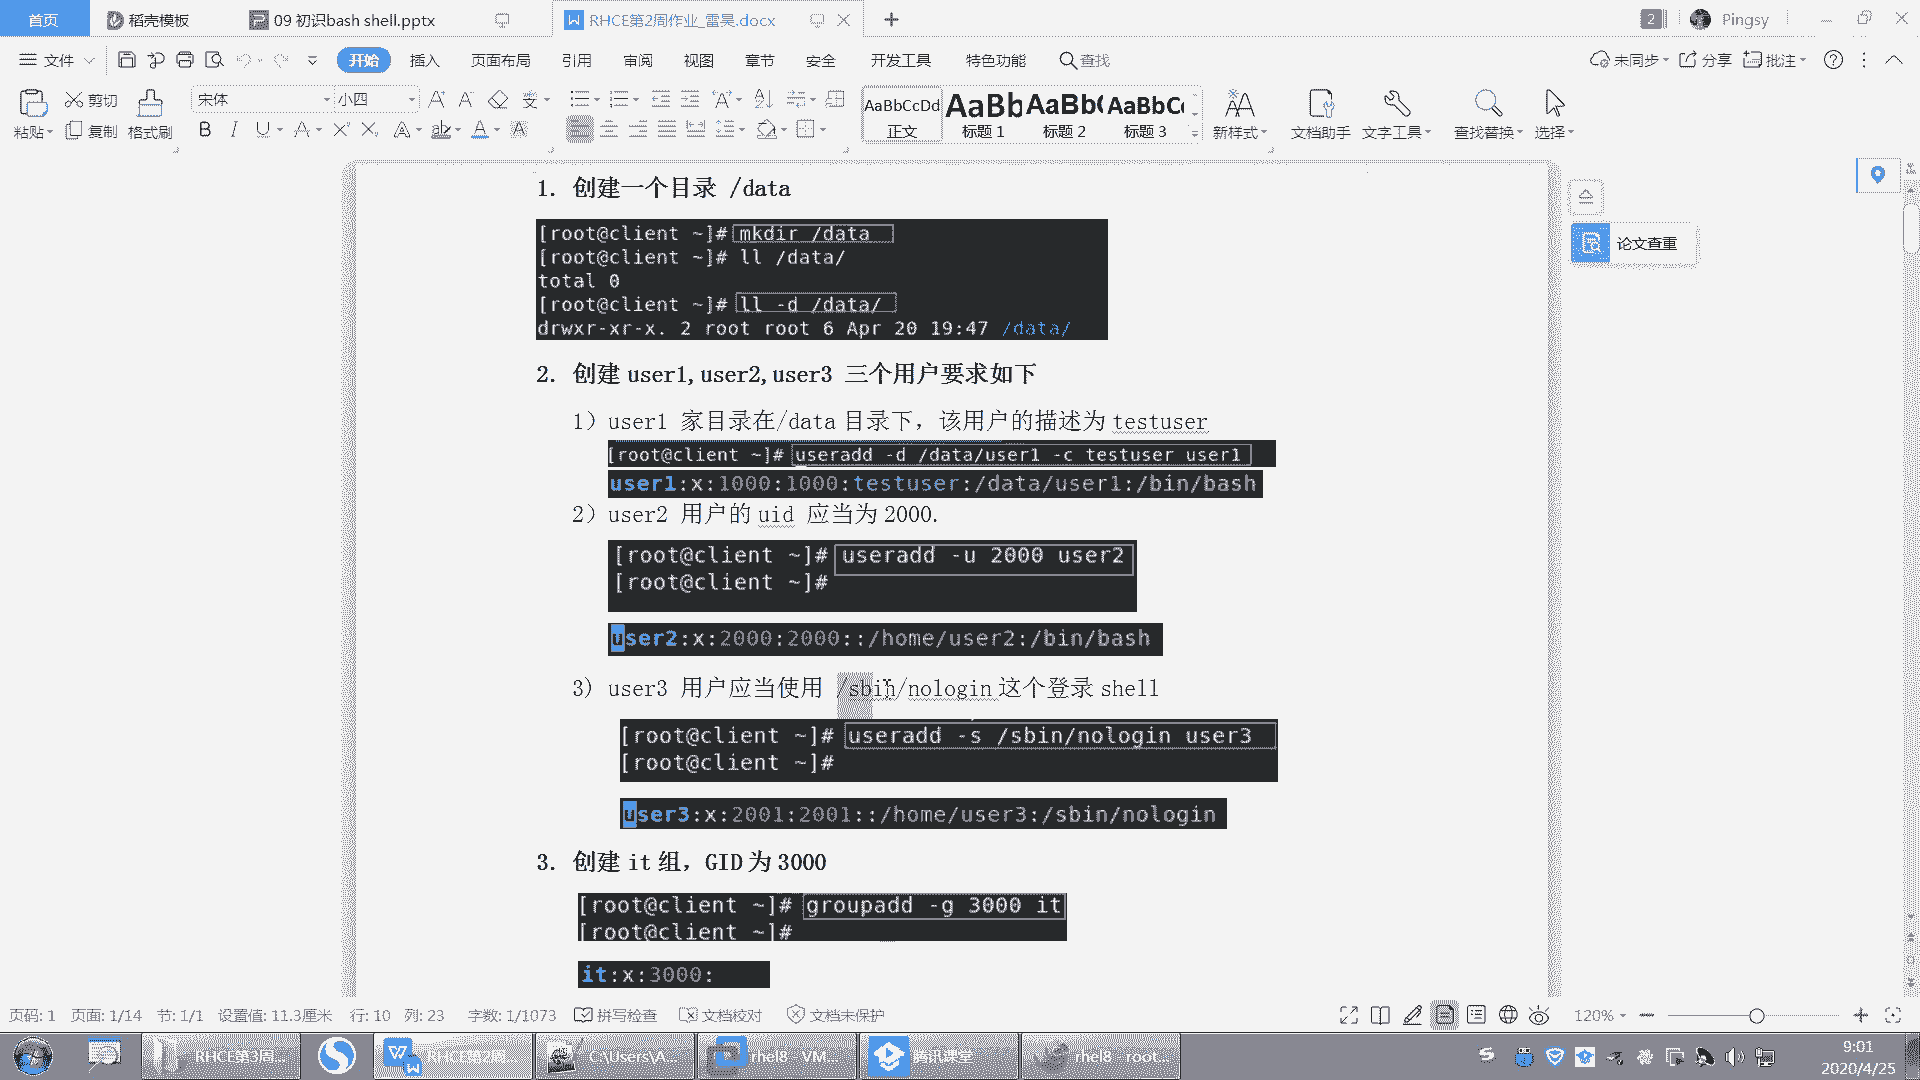 首页
稻壳模板
09 初识bash shell.pptx
RHCE第2周作业_雷昊.docx
2
Pingsy
文件
开始
插入
页面布局
引用
审阅
视图
章节
安全
开发工具
特色功能
查找
未同步
分享
批注
粘贴
剪切
复制
格式刷
宋体
小四
AaBbCcDd
正文
AaBb
标题 1
AaBb(
标题 2
AaBbC
标题 3
新样式
文档助手
文字工具
查找替换
选择
论文查重
1. 创建一个目录 /data
[root@client ~]# mkdir /data
[root@client ~]# ll /data/
total 0
[root@client ~]# ll -d /data/
drwxr-xr-x. 2 root root 6 Apr 20 19:47 /data/
2. 创建 user1,user2,user3 三个用户要求如下
1）user1 家目录在/data 目录下，该用户的描述为 testuser
[root@client ~]# useradd -d /data/user1 -c testuser user1
user1:x:1000:1000:testuser:/data/user1:/bin/bash
2）user2 用户的 uid 应当为 2000.
[root@client ~]# useradd -u 2000 user2
[root@client ~]#
user2:x:2000:2000::/home/user2:/bin/bash
3）user3 用户应当使用 /sbin/nologin 这个登录 shell
[root@client ~]# useradd -s /sbin/nologin user3
[root@client ~]#
user3:x:2001:2001::/home/user3:/sbin/nologin
3. 创建 it 组，GID 为 3000
[root@client ~]# groupadd -g 3000 it
[root@client ~]#
it:x:3000:
页码: 1
页面: 1/14
节: 1/1
设置值: 11.3厘米
行: 10
列: 23
字数: 1/1073
拼写检查
文档校对
文档未保护
120%
RHCE第3周...
RHCE第2周...
C:\Users\A...
rhel8 - VM...
腾讯课堂
rhel8 - root...
9:01
2020/4/25